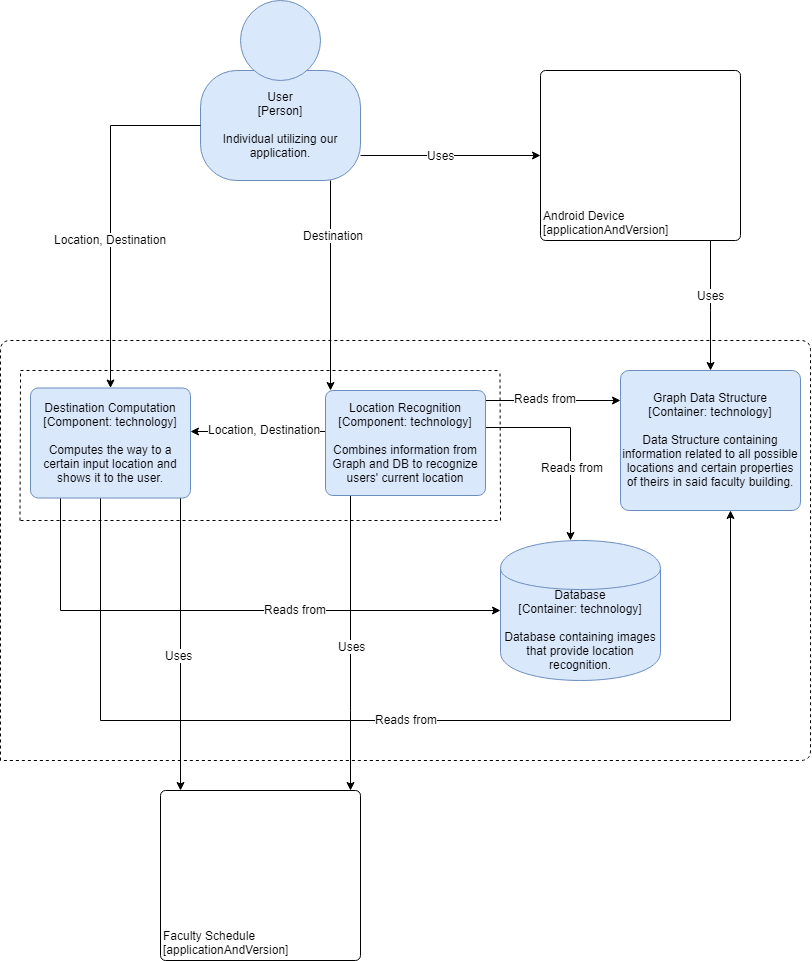 User
[Person]
Individual utilizing our
application.
Uses
Android Device
[applicationAndVersion]
Location, Destination
Destination
Uses
Destination Computation
[Component: technology]
Computes the way to a
certain input location and
shows it to the user.
Location, Destination
Location Recognition
[Component: technology]
Combines information from
Graph and DB to recognize
users' current location
Reads from
Graph Data Structure
[Container: technology]
Data Structure containing
information related to all possible
locations and certain properties
of theirs in said faculty building.
Reads from
Database
[Container: technology]
Database containing images
that provide location
recognition.
Reads from
Uses
Uses
Reads from
Faculty Schedule
[applicationAndVersion]